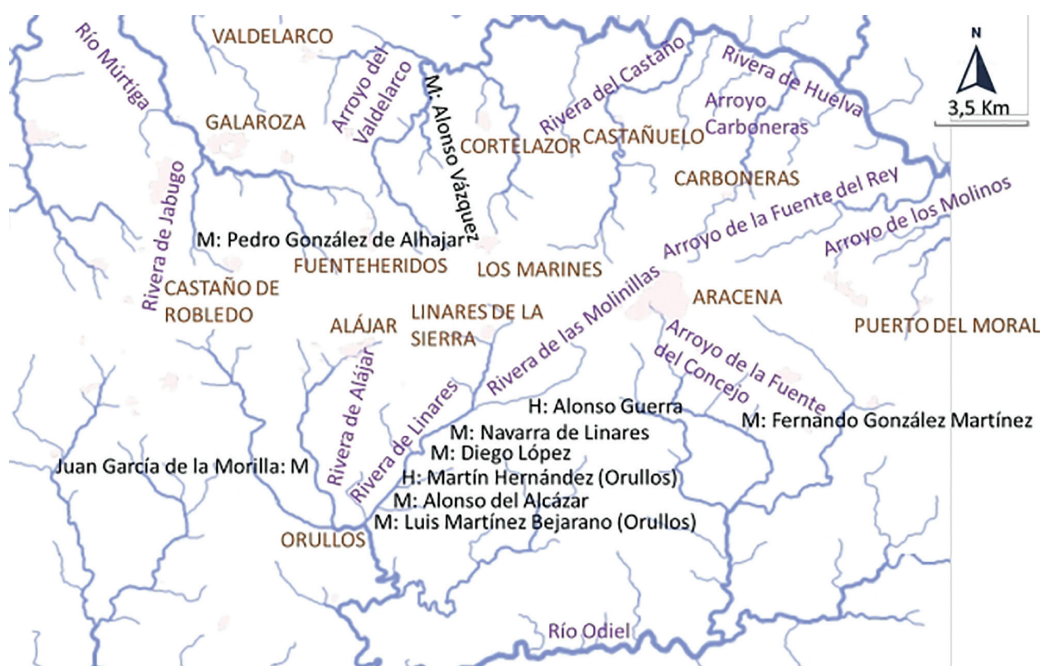 VALDELARCO
Río Múrtiga
Arroyo del
Valdelarco
M: Alonso Vázquez
Rivera del Castaño
Rivera de Huelva
N
3,5 Km
GALAROZA
CORTELAZOR
CASTAÑUELO
Arroyo
Carboneras
CARBONERAS
Rivera de Jabugo
M: Pedro González de Alhajar
FUENTEHERIDOS
LOS MARINES
Arroyo de la Fuente del Rey
Arroyo de los Molinos
CASTAÑO DE
ROBLEDO
ALÁJAR
LINARES DE LA
SIERRA
Rivera de las Molinillas
ARACENA
PUERTO DEL MORAL
Arroyo de la Fuente
del Concejo
Rivera de Alájar
Rivera de Linares
H: Alonso Guerra
M: Fernando González Martínez
M: Navarra de Linares
M: Diego López
Juan García de la Morilla: M
H: Martín Hernández (Orullos)
M: Alonso del Alcázar
M: Luis Martínez Bejarano (Orullos)
ORULLOS
Río Odiel